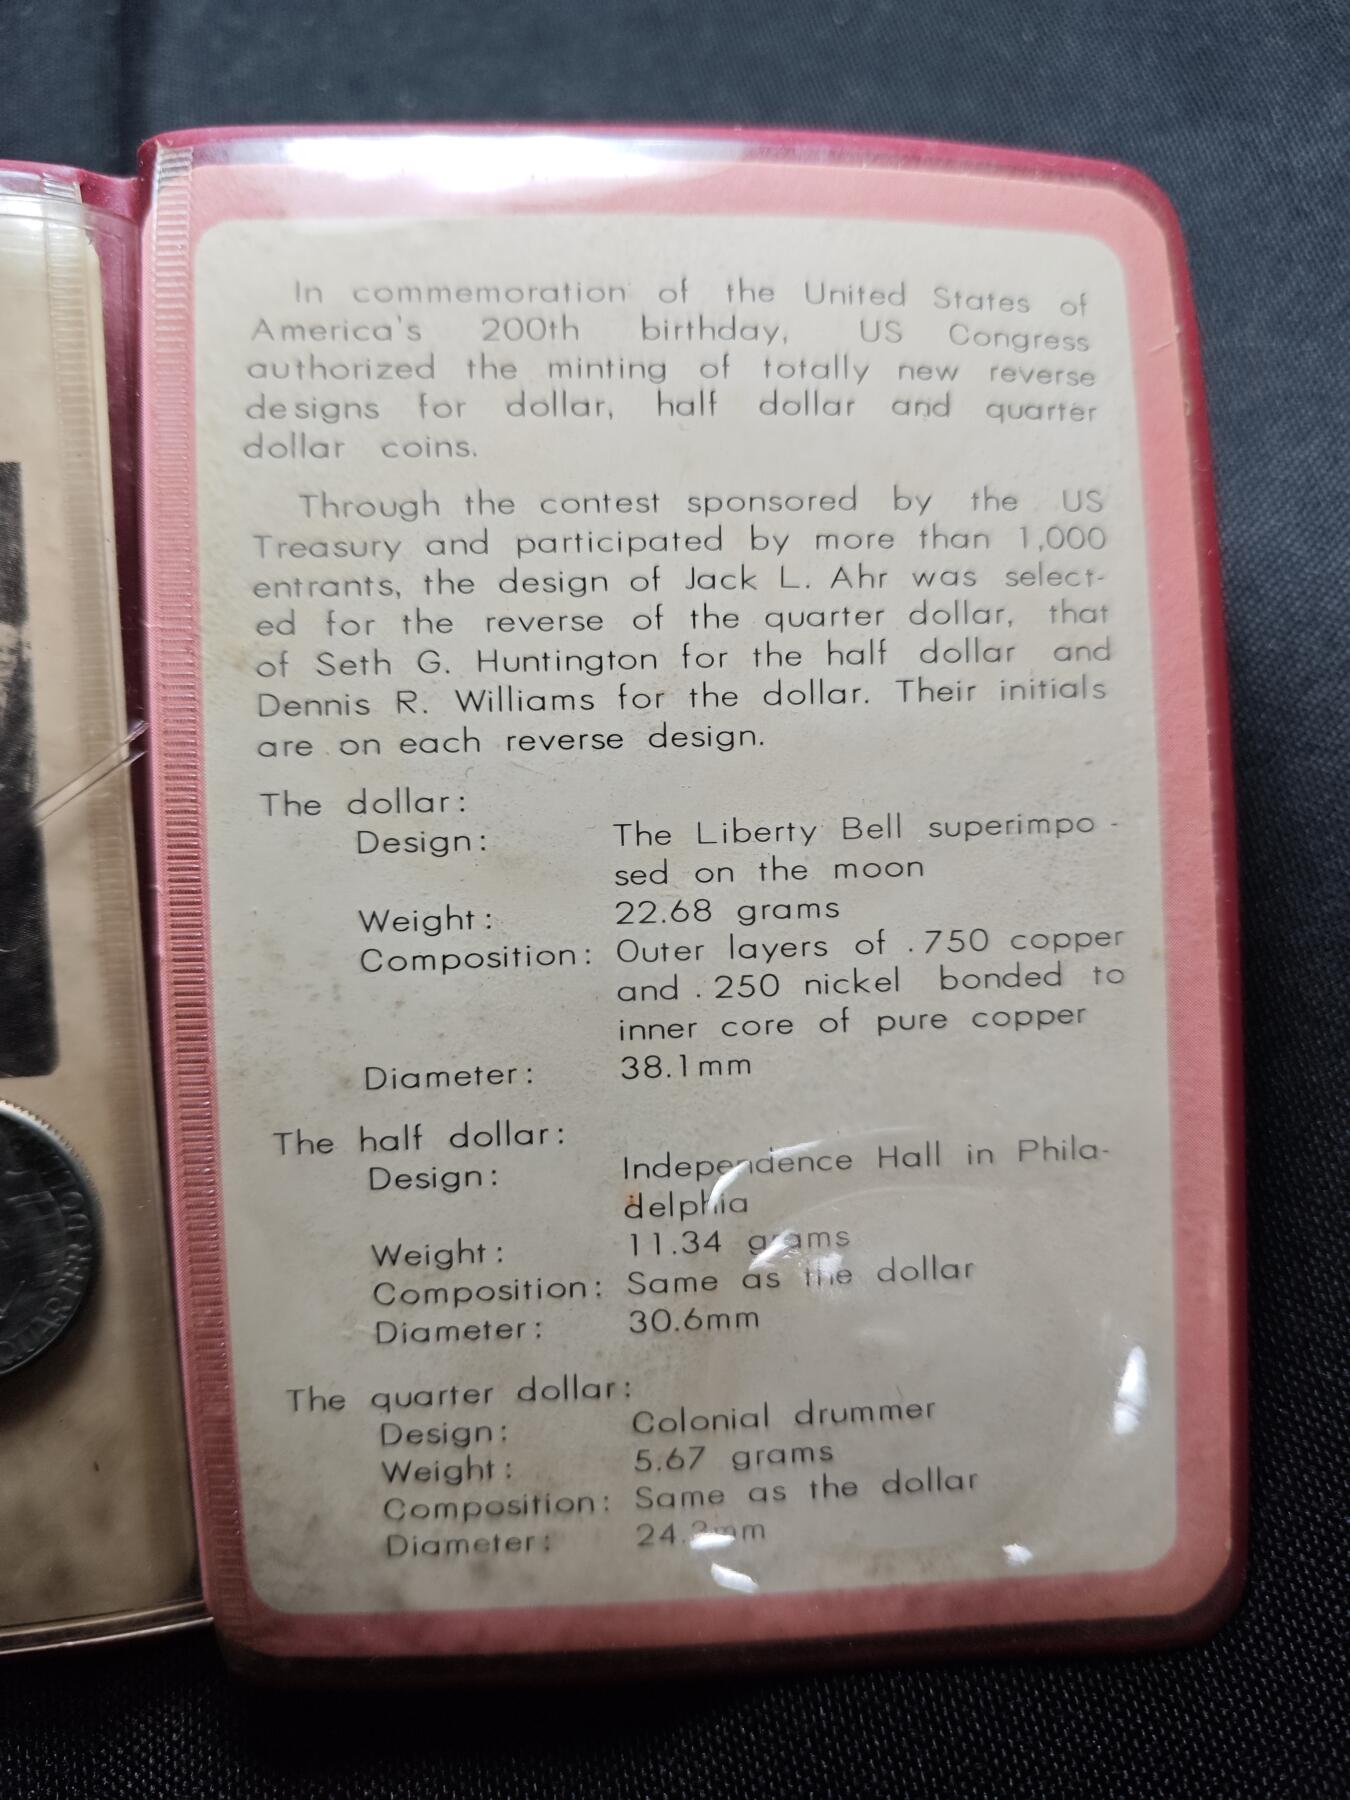 In commemoration of the United States of
America's 200th birthday, US Congress
authorized the minting of totally new reverse
designs for dollar, half dollar and quarter
dollar coins.
Through the contest sponsored by the US
Treasury and participated by more than 1,000
entrants, the design of Jack L. Ahr was select-
ed for the reverse of the quarter dollar, that
of Seth G. Huntington for the half dollar and
Dennis R. Williams for the dollar. Their initials
are on each reverse design.
The dollar:
Design: The Liberty Bell superimpo-
sed on the moon
Weight: 22.68 grams
Composition: Outer layers of .750 copper
and .250 nickel bonded to
inner core of pure copper
Diameter: 38.1mm
The half dollar:
Design: Independence Hall in Phila-
delphia
Weight: 11.34 grams
Composition: Same as the dollar
Diameter: 30.6mm
The quarter dollar:
Design: Colonial drummer
Weight: 5.67 grams
Composition: Same as the dollar
Diameter:
QUARTER DO